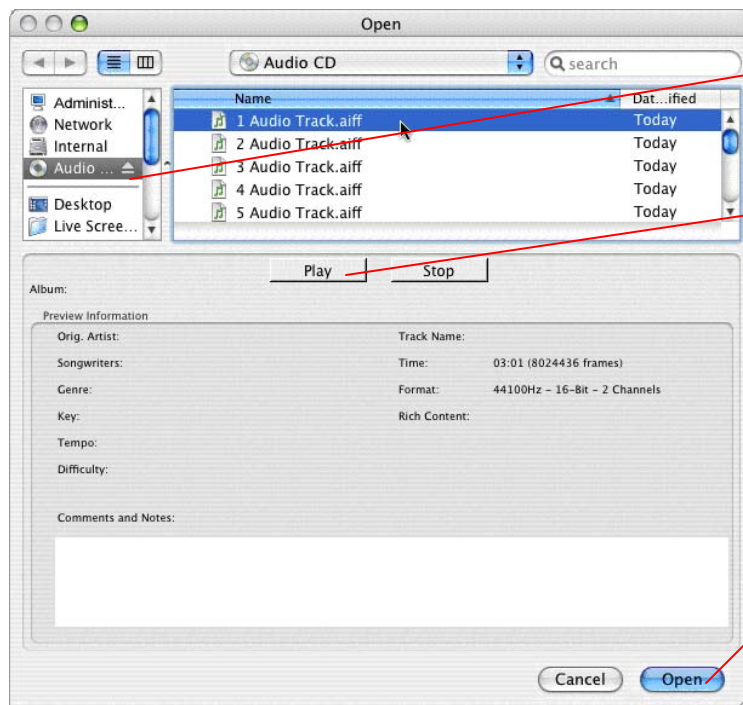 Open
Audio CD
search
Administ...
Network
Internal
Audio ...
Desktop
Live Scree...
Name Dat...ified
1 Audio Track.aiff Today
2 Audio Track.aiff Today
3 Audio Track.aiff Today
4 Audio Track.aiff Today
5 Audio Track.aiff Today
Play Stop
Album:
Preview Information
Orig. Artist: Track Name:
Songwriters: Time: 03:01 (8024436 frames)
Genre: Format: 44100Hz - 16-Bit - 2 Channels
Key: Rich Content:
Tempo:
Difficulty:
Comments and Notes:
Cancel Open